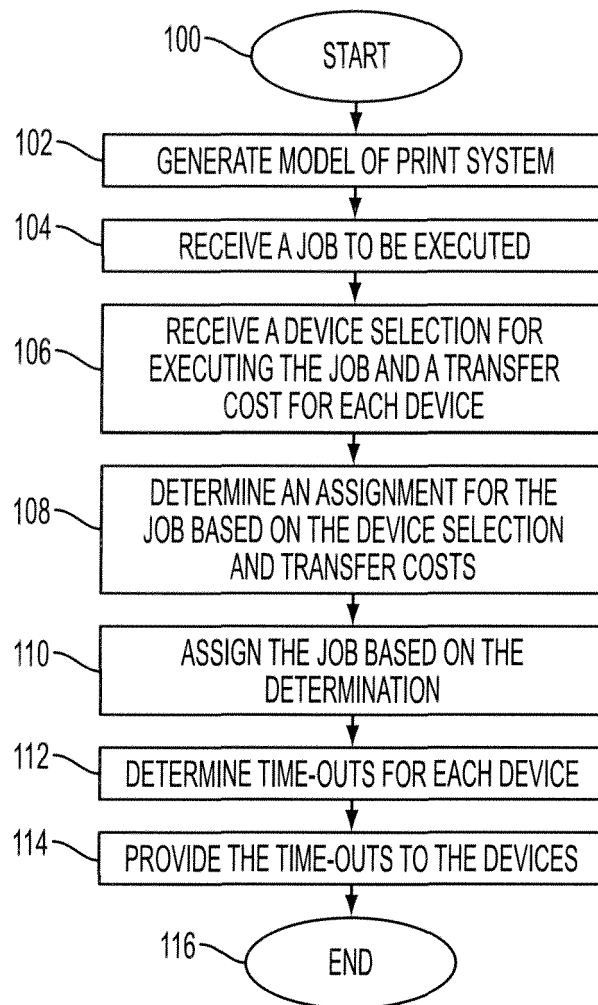 100
START
102
GENERATE MODEL OF PRINT SYSTEM
104
RECEIVE A JOB TO BE EXECUTED
106
RECEIVE A DEVICE SELECTION FOR
EXECUTING THE JOB AND A TRANSFER
COST FOR EACH DEVICE
108
DETERMINE AN ASSIGNMENT FOR THE
JOB BASED ON THE DEVICE SELECTION
AND TRANSFER COSTS
110
ASSIGN THE JOB BASED ON THE
DETERMINATION
112
DETERMINE TIME-OUTS FOR EACH DEVICE
114
PROVIDE THE TIME-OUTS TO THE DEVICES
116
END